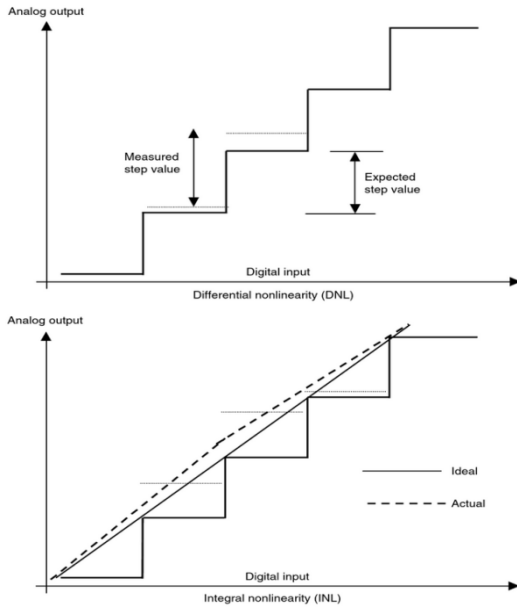 Analog output
Measured
step value
Expected
step value
Digital input
Differential nonlinearity (DNL)
Analog output
Ideal
Actual
Digital input
Integral nonlinearity (INL)